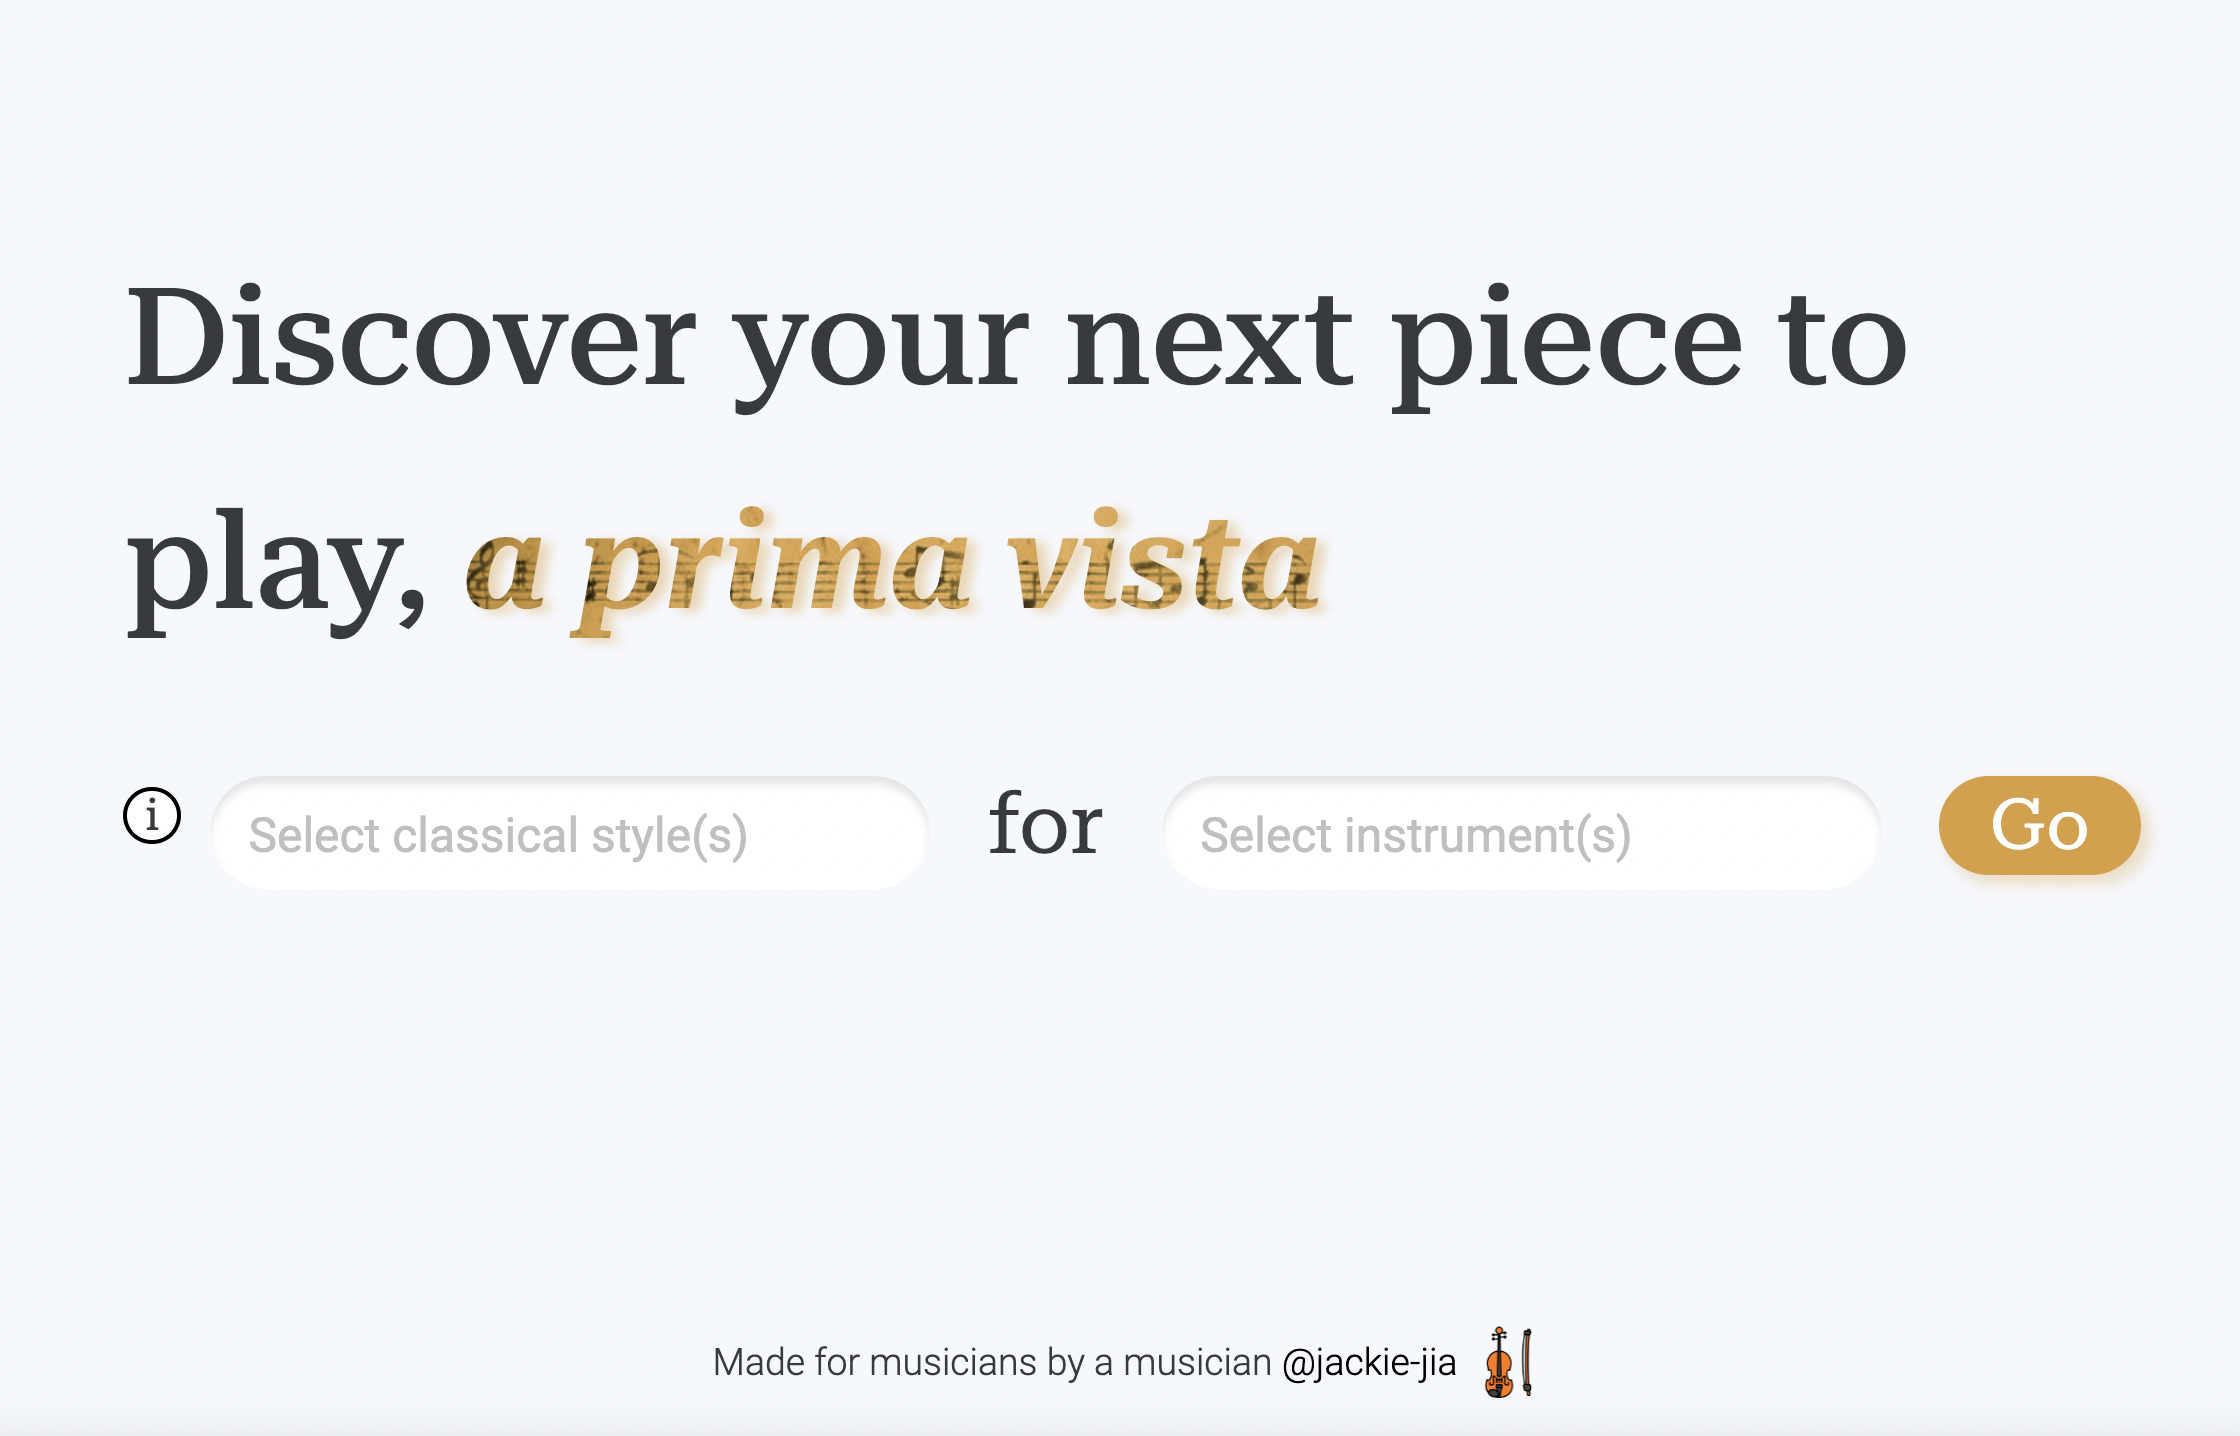 Discover your next piece to
play, a prima vista
i Select classical style(s) for Select instrument(s) Go
Made for musicians by a musician @jackie-jia